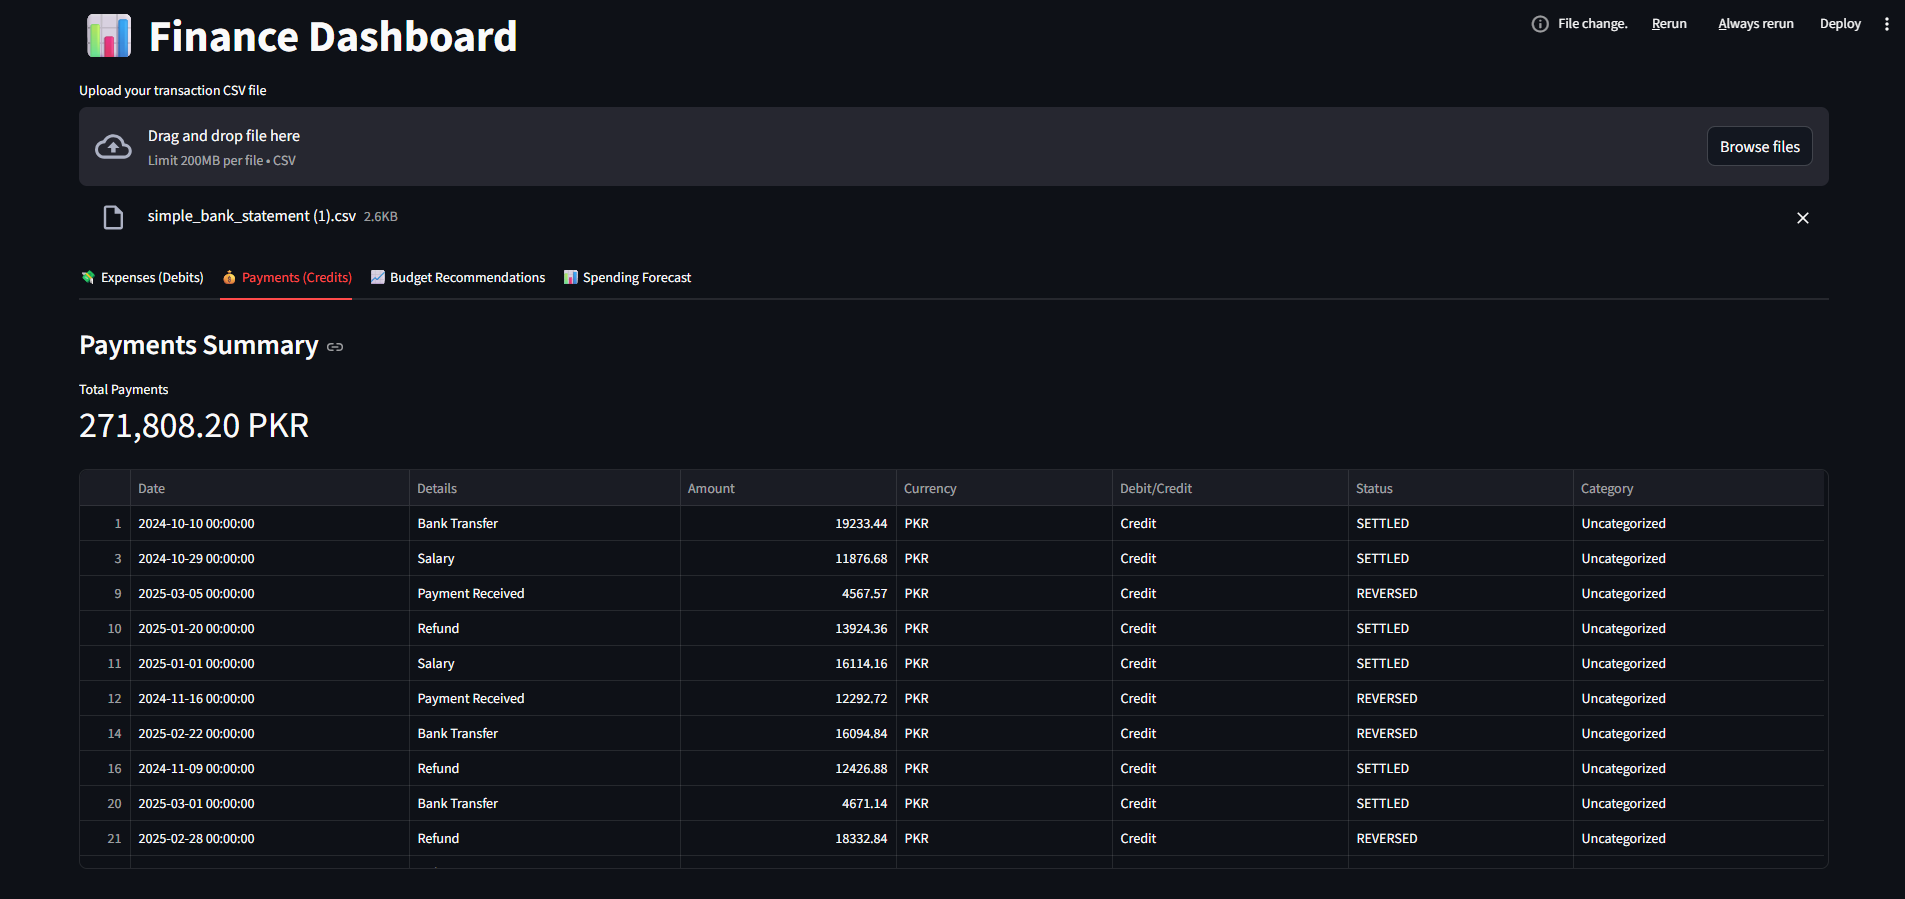 Finance Dashboard
File change. Rerun Always rerun Deploy
Upload your transaction CSV file
Drag and drop file here
Limit 200MB per file • CSV
Browse files
simple_bank_statement (1).csv 2.6KB
Expenses (Debits) Payments (Credits) Budget Recommendations Spending Forecast
Payments Summary
Total Payments
271,808.20 PKR
Date Details Amount Currency Debit/Credit Status Category
1 2024-10-10 00:00:00 Bank Transfer 19233.44 PKR Credit SETTLED Uncategorized
3 2024-10-29 00:00:00 Salary 11876.68 PKR Credit SETTLED Uncategorized
9 2025-03-05 00:00:00 Payment Received 4567.57 PKR Credit REVERSED Uncategorized
10 2025-01-20 00:00:00 Refund 13924.36 PKR Credit SETTLED Uncategorized
11 2025-01-01 00:00:00 Salary 16114.16 PKR Credit SETTLED Uncategorized
12 2024-11-16 00:00:00 Payment Received 12292.72 PKR Credit REVERSED Uncategorized
14 2025-02-22 00:00:00 Bank Transfer 16094.84 PKR Credit REVERSED Uncategorized
16 2024-11-09 00:00:00 Refund 12426.88 PKR Credit SETTLED Uncategorized
20 2025-03-01 00:00:00 Bank Transfer 4671.14 PKR Credit SETTLED Uncategorized
21 2025-02-28 00:00:00 Refund 18332.84 PKR Credit REVERSED Uncategorized